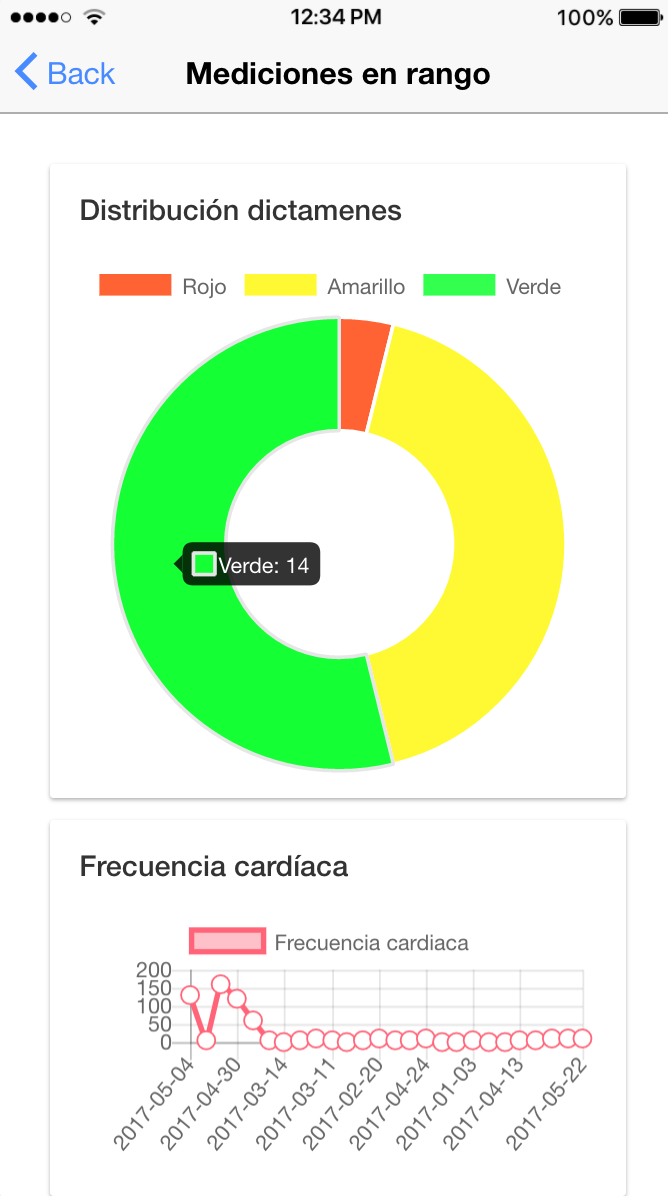 12:34 PM 100%
Back Mediciones en rango
Distribución dictamenes
Rojo Amarillo Verde
Verde: 14
Frecuencia cardíaca
Frecuencia cardiaca
200
150
100
50
0
2017-05-04 2017-04-30 2017-03-14 2017-03-11 2017-02-20 2017-04-24 2017-01-03 2017-04-13 2017-05-22